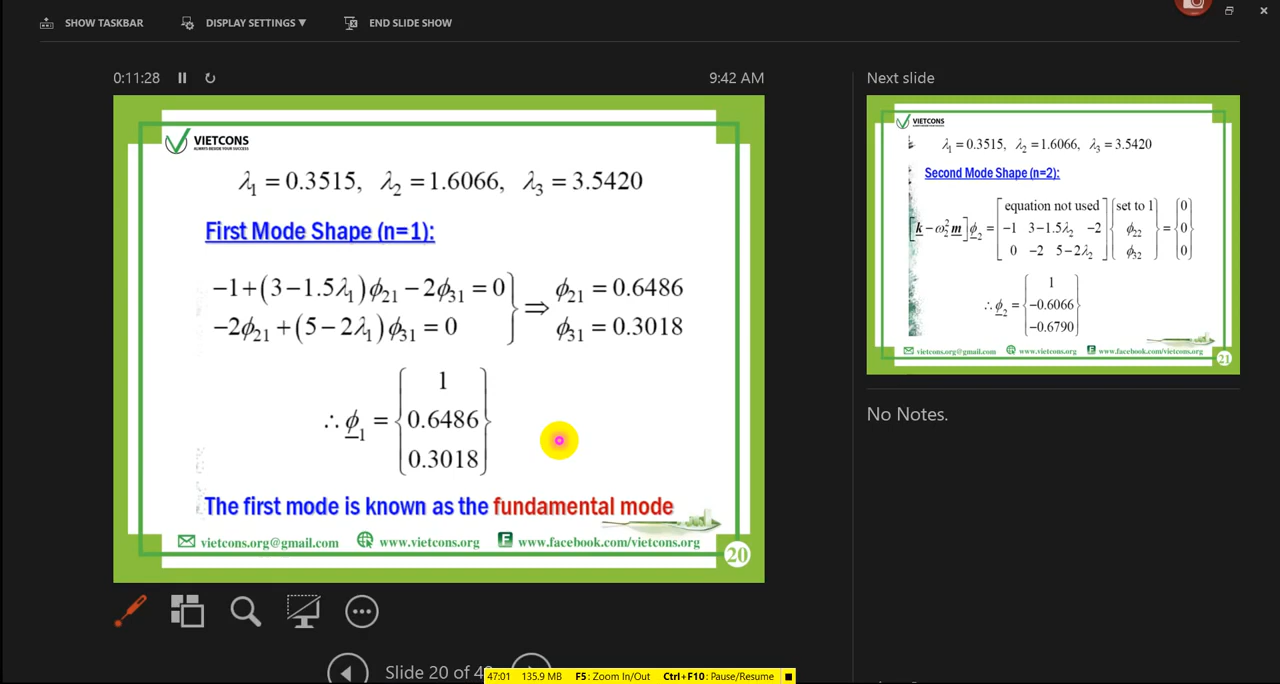 SHOW TASKBAR
DISPLAY SETTINGS ▼
END SLIDE SHOW
0:11:28
9:42 AM
VIETCONS
ALWAYS BESIDE YOUR SUCCESS
λ₁ = 0.3515, λ₂ = 1.6066, λ₃ = 3.5420
First Mode Shape (n=1):
−1+(3−1.5λ₁)ϕ₂₁ − 2ϕ₃₁ = 0
−2ϕ₂₁ + (5−2λ₁)ϕ₃₁ = 0
⇒
ϕ₂₁ = 0.6486
ϕ₃₁ = 0.3018
∴ ϕ₁ =
1
0.6486
0.3018
The first mode is known as the fundamental mode
vietcons.org@gmail.com
www.vietcons.org
www.facebook.com/vietcons.org
20
Slide 20 of 4
47:01
135.9 MB
F5: Zoom In/Out
Ctrl+F10: Pause/Resume
Next slide
VIETCONS
λ₁ = 0.3515, λ₂ = 1.6066, λ₃ = 3.5420
Second Mode Shape (n=2):
[k − ω₂²m]ϕ₂ =
equation not used
−1 3−1.5λ₂ −2
0 −2 5−2λ₂
set to 1
ϕ₂₂
ϕ₃₂
=
0
0
0
∴ ϕ₂ =
1
−0.6066
−0.6790
vietcons.org@gmail.com
www.vietcons.org
www.facebook.com/vietcons.org
21
No Notes.